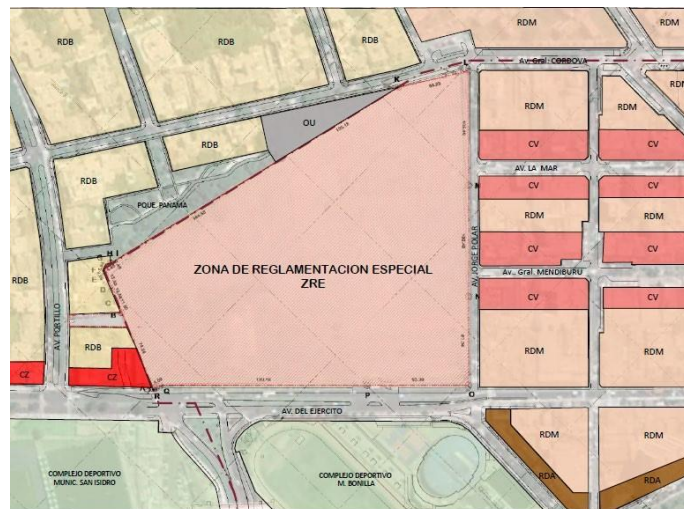 RDB
RDB
RDB
RDM
RDM
Av. Gral. CORDOVA
L
K
OU
RDM
RDM
RDB
RDB
CV
CV
AV. LA MAR
CV
CV
PQUE. PANAMA
RDM
RDM
AV. JORGE POLAR
CV
CV
H I
ZONA DE REGLAMENTACION ESPECIAL
ZRE
Av,. Gral. MENDIBURU
RDB
RDB
D
C
N
CV
CV
B
AV. PORTILLO
RDB
RDM
RDM
CZ
CZ
A
Q
R
P
O
AV. DEL EJERCITO
RDM
RDM
COMPLEJO DEPORTIVO
MUNIC. SAN ISIDRO
COMPLEJO DEPORTIVO
M. BONILLA
RDA
RDA